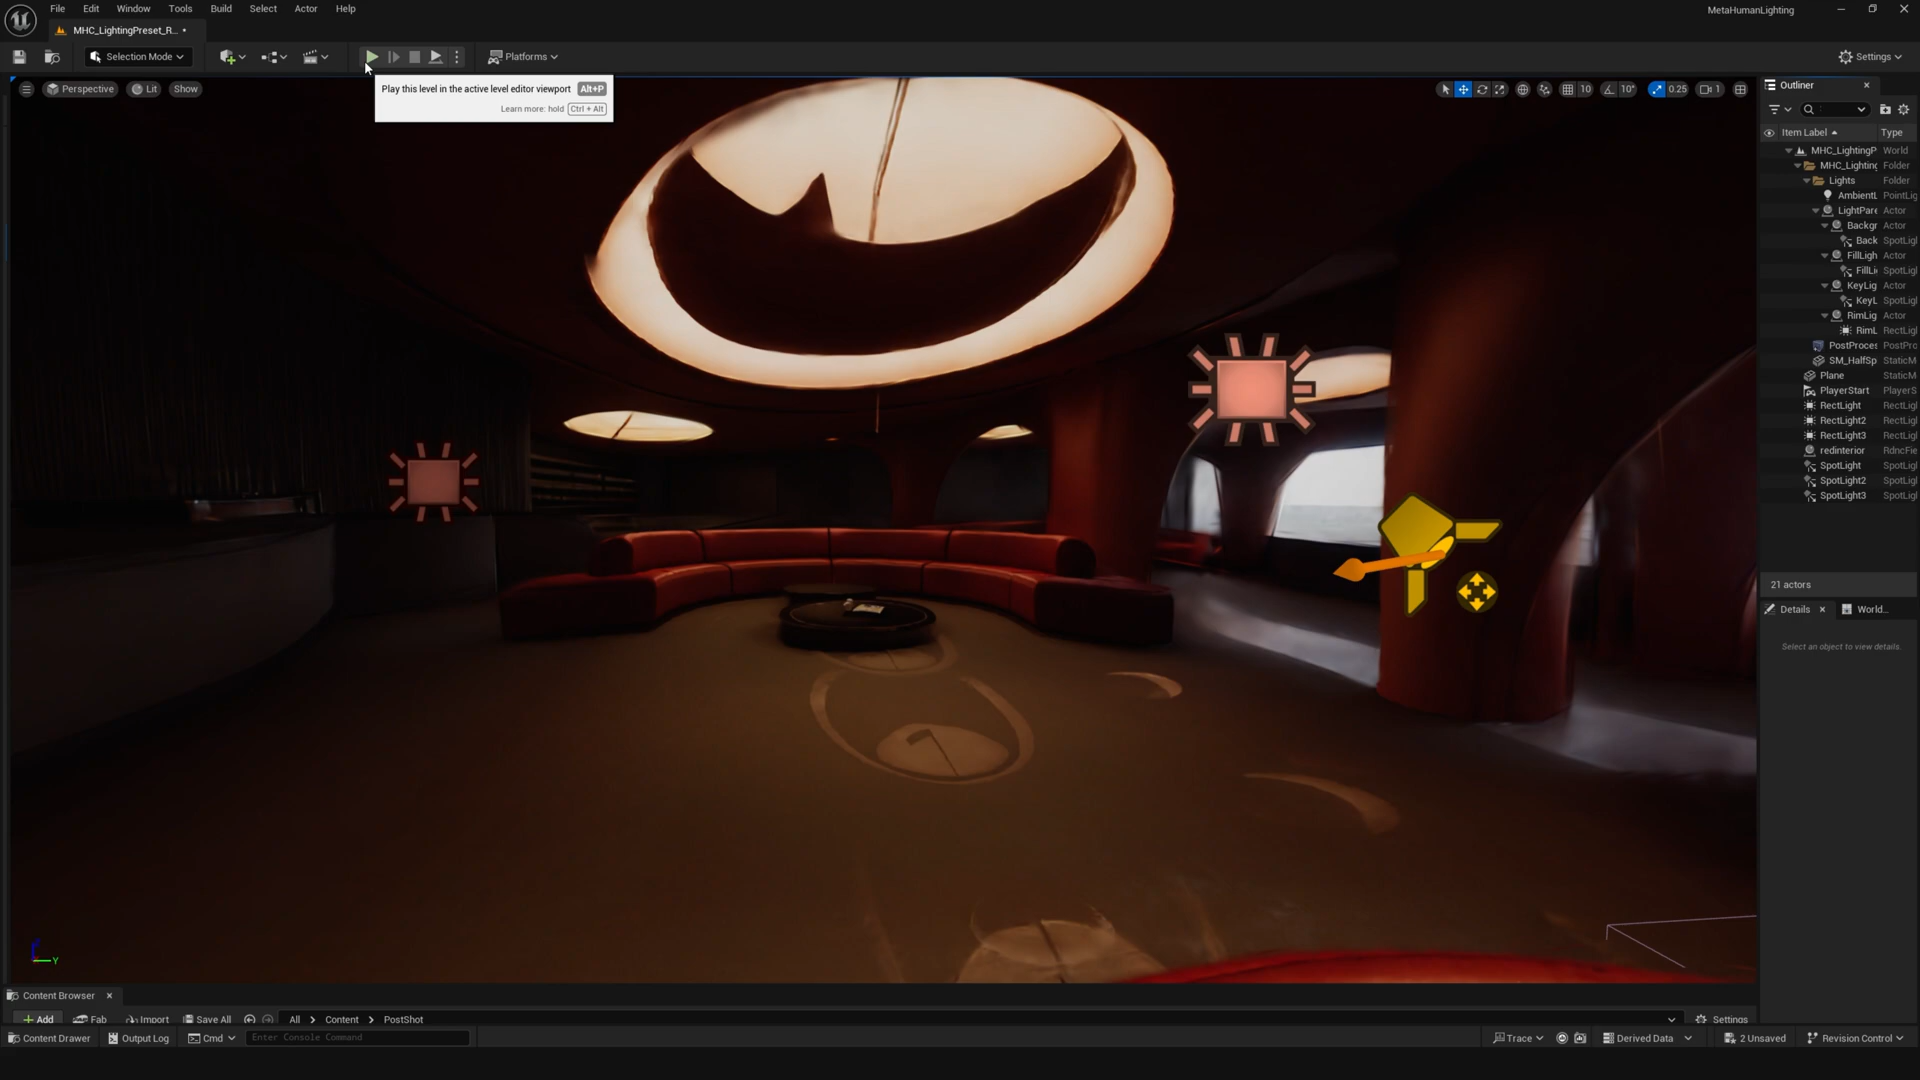 File Edit Window Tools Build Select Actor Help
MetaHumanLighting
MHC_LightingPreset_R... •
Selection Mode
Platforms
Settings
Play this level in the active level editor viewport Alt+P
Learn more: hold Ctrl + Alt
Perspective Lit Show
10 10° 0.25 1
Outliner
Item Label Type
MHC_LightingP World
MHC_Lighting Folder
Lights Folder
AmbientL PointLig
LightPare Actor
Backgr Actor
Back SpotLig
FillLigh Actor
FillLi SpotLig
KeyLig Actor
KeyL SpotLig
RimLig Actor
RimL RectLig
PostProces PostPro
SM_HalfSp StaticM
Plane StaticM
PlayerStart PlayerS
RectLight RectLig
RectLight2 RectLig
RectLight3 RectLig
redinterior RdncFie
SpotLight SpotLig
SpotLight2 SpotLig
SpotLight3 SpotLig
21 actors
Details World...
Select an object to view details.
Y
Content Browser
Add Fab Import Save All All > Content > PostShot
Settings
Content Drawer Output Log Cmd Enter Console Command
Trace Derived Data 2 Unsaved Revision Control